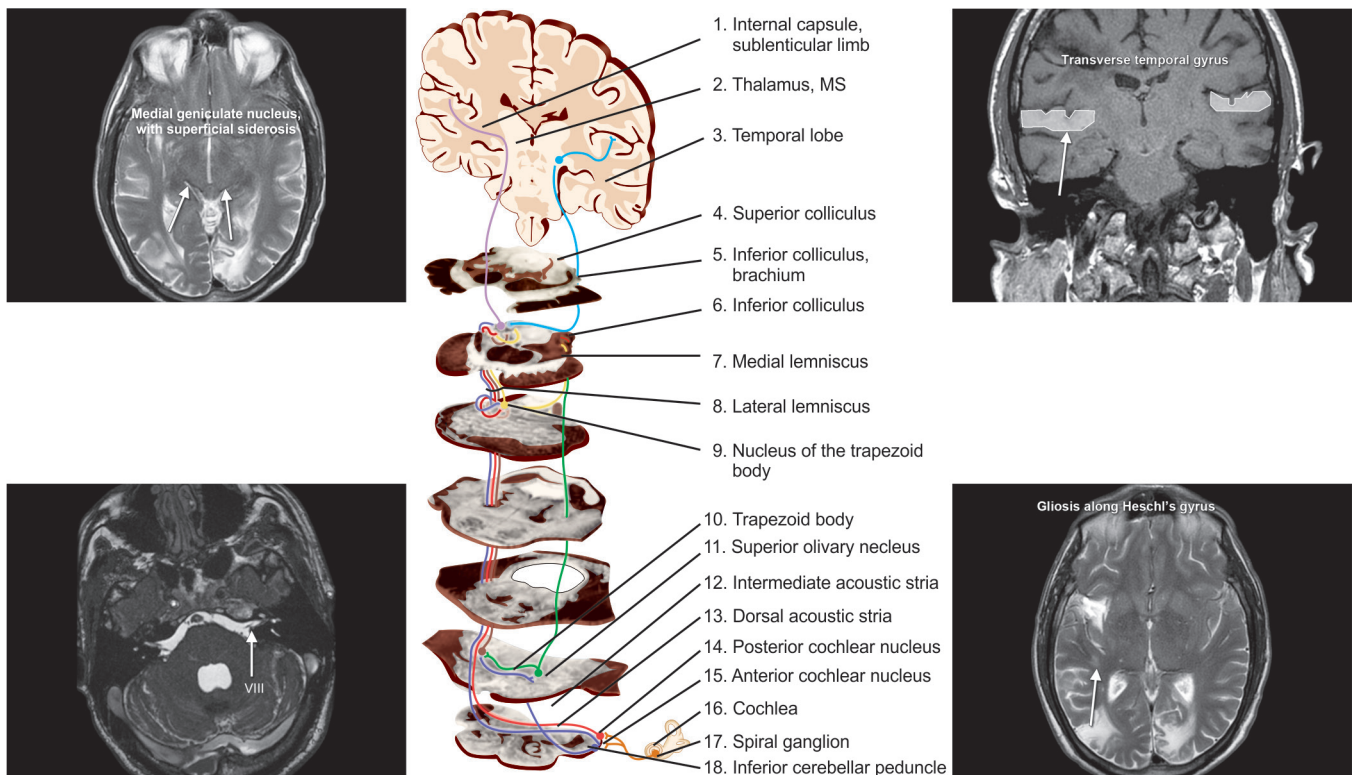 Medial geniculate nucleus,
with superficial siderosis
1. Internal capsule,
sublenticular limb
2. Thalamus, MS
3. Temporal lobe
4. Superior colliculus
5. Inferior colliculus,
brachium
6. Inferior colliculus
7. Medial lemniscus
8. Lateral lemniscus
9. Nucleus of the trapezoid
body
10. Trapezoid body
11. Superior olivary necleus
12. Intermediate acoustic stria
13. Dorsal acoustic stria
14. Posterior cochlear nucleus
15. Anterior cochlear nucleus
16. Cochlea
17. Spiral ganglion
18. Inferior cerebellar peduncle
Transverse temporal gyrus
VIII
Gliosis along Heschl's gyrus